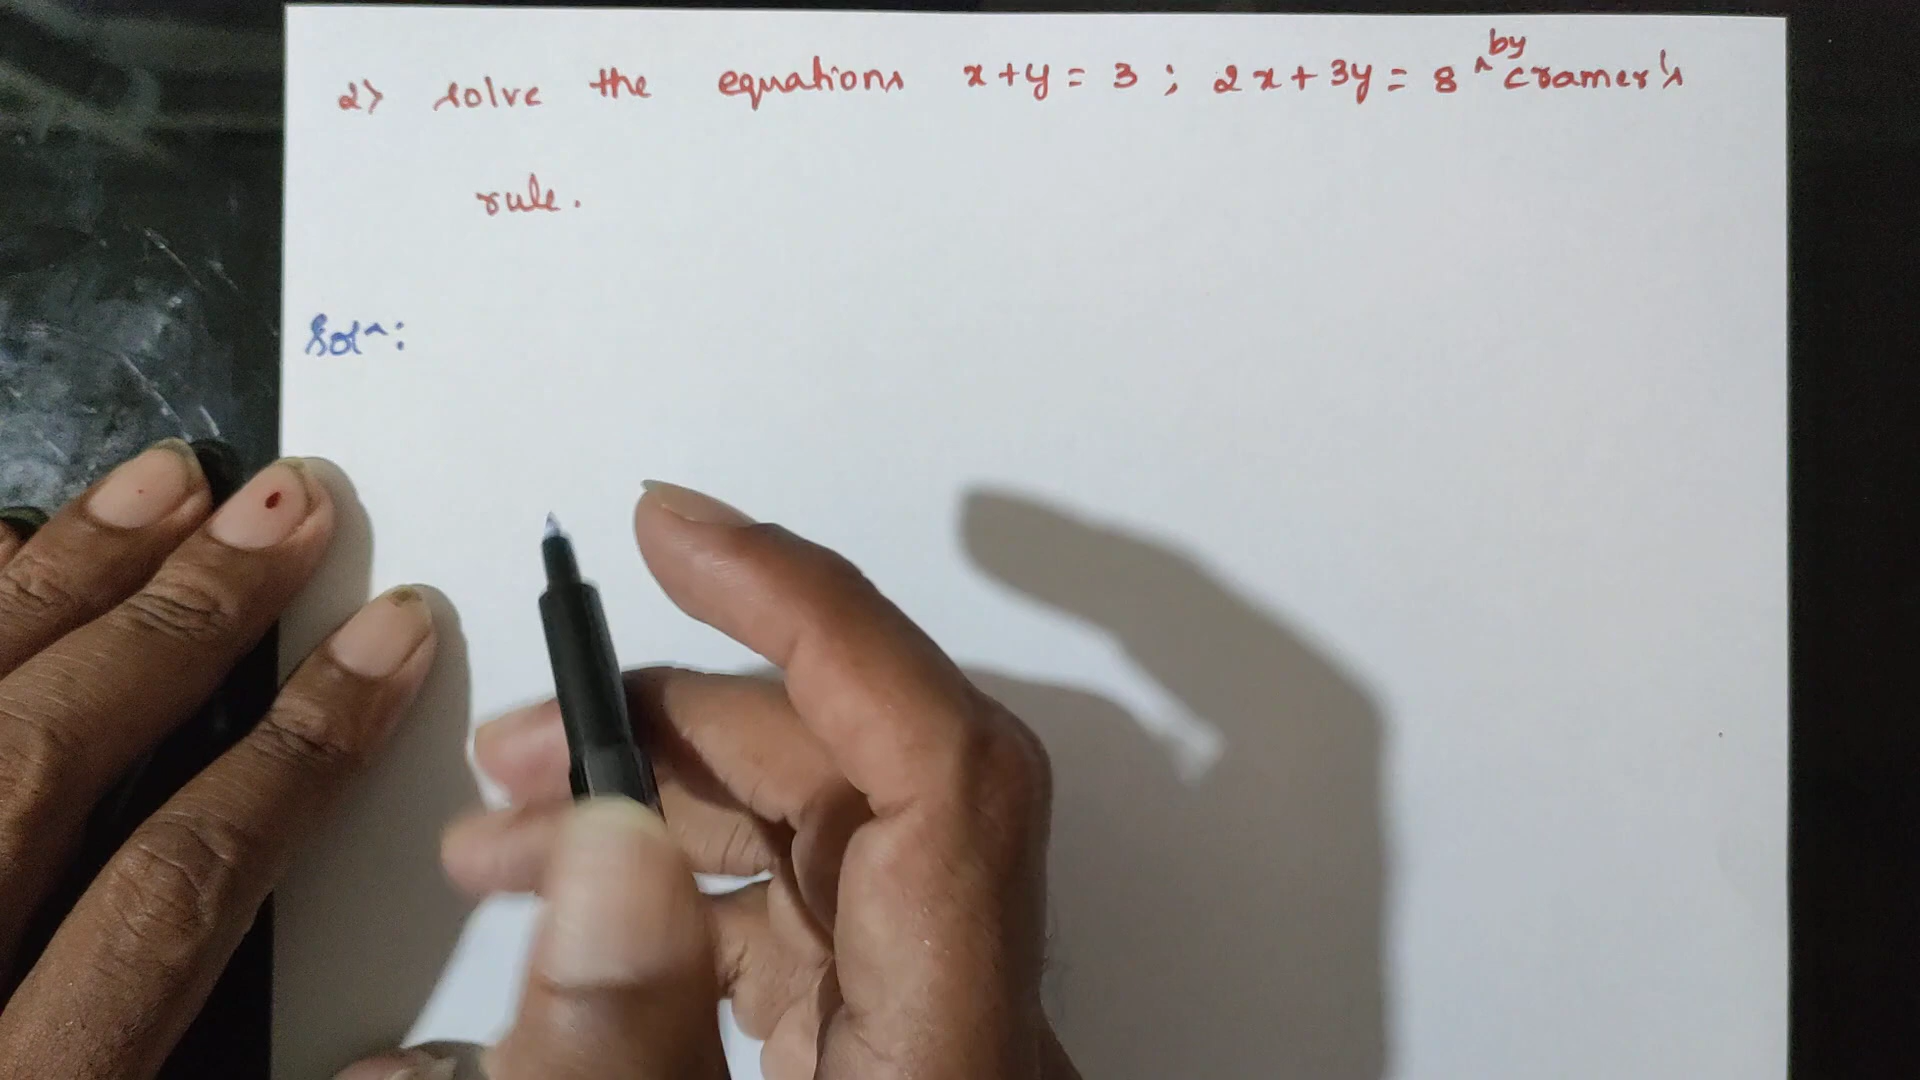 2> solve the equations x+y = 3 ; 2x + 3y = 8 ^by cramer's
rule.
Sol^n: